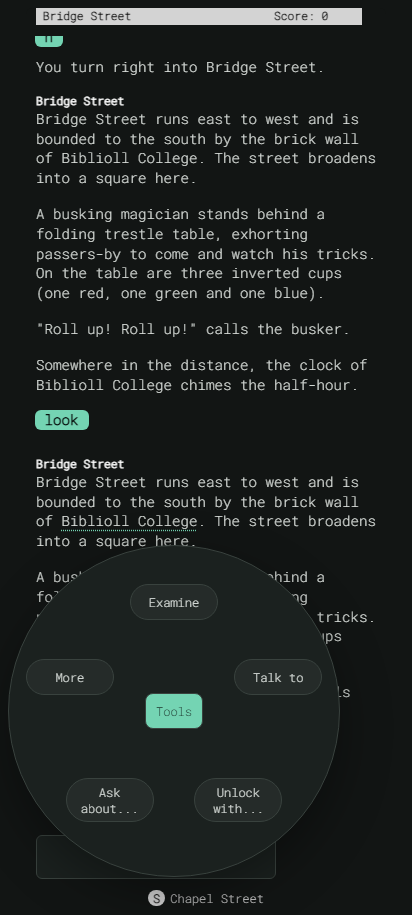 Bridge Street Score: 0
You turn right into Bridge Street.
Bridge Street
Bridge Street runs east to west and is
bounded to the south by the brick wall
of Biblioll College. The street broadens
into a square here.
A busking magician stands behind a
folding trestle table, exhorting
passers-by to come and watch his tricks.
On the table are three inverted cups
(one red, one green and one blue).
"Roll up! Roll up!" calls the busker.
Somewhere in the distance, the clock of
Biblioll College chimes the half-hour.
look
Bridge Street
Bridge Street runs east to west and is
bounded to the south by the brick wall
of Biblioll College. The street broadens
into a square here.
tricks.
Examine
More
Talk to
Tools
Ask
about...
Unlock
with...
S Chapel Street